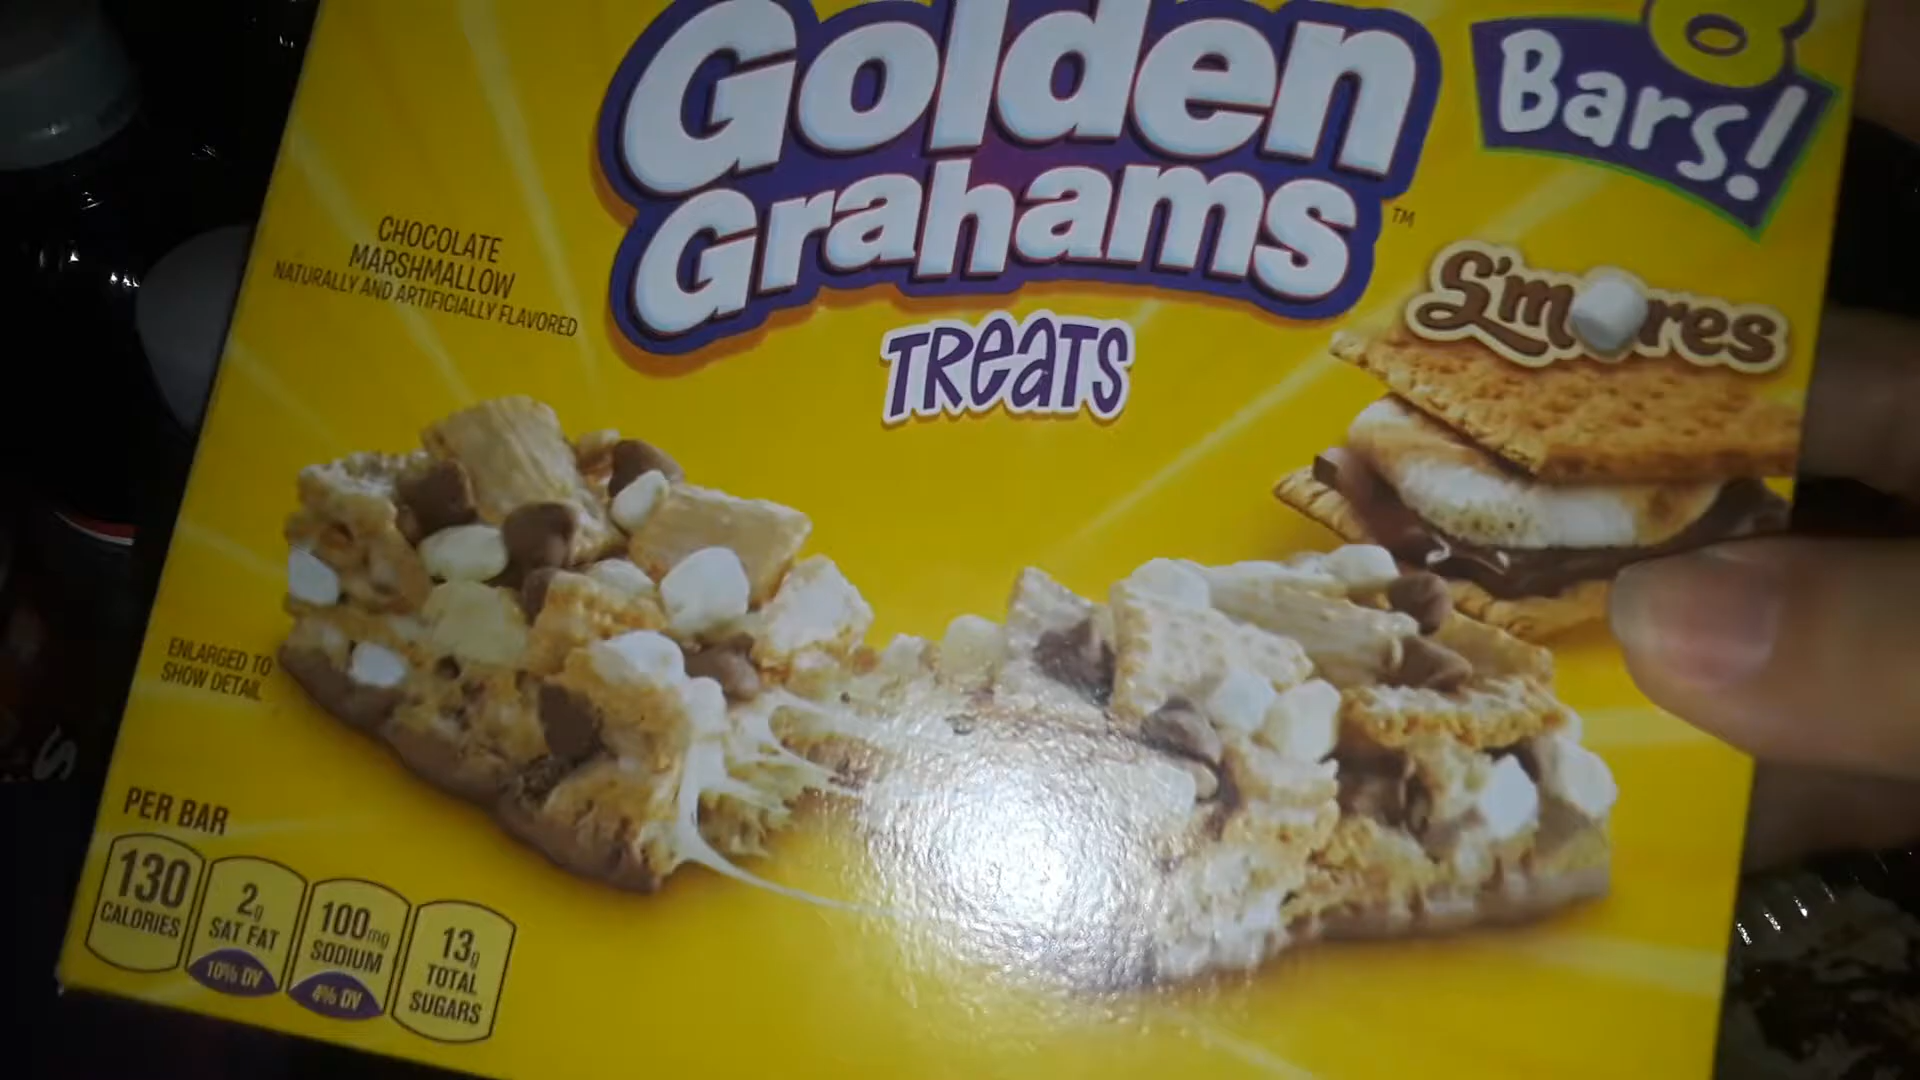 Golden
Grahams™
TREATS
8
Bars!
S'mores
CHOCOLATE
MARSHMALLOW
NATURALLY AND ARTIFICIALLY FLAVORED
ENLARGED TO
SHOW DETAIL
PER BAR
130
CALORIES
2g
SAT FAT
10% DV
100mg
SODIUM
4% DV
13g
TOTAL
SUGARS